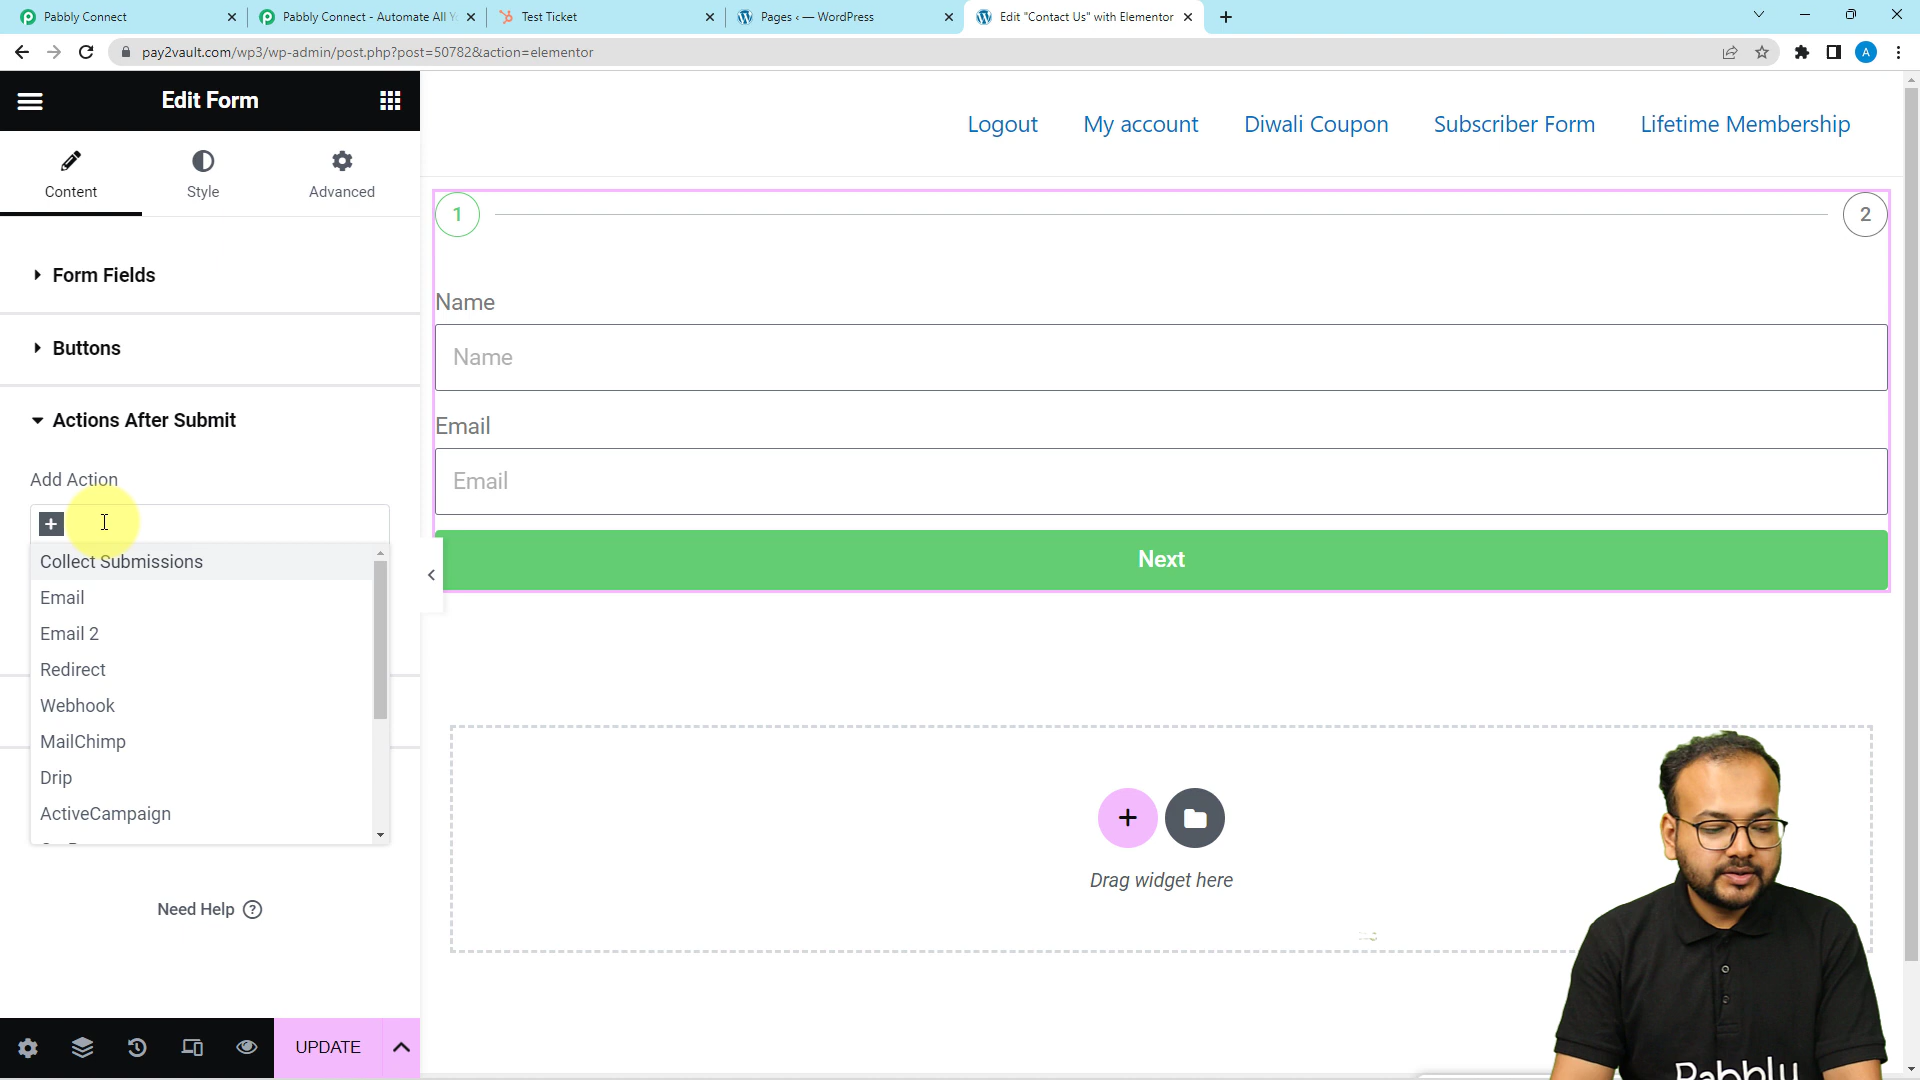 Pabbly Connect
Pabbly Connect - Automate All Y
Test Ticket
Pages ‹ — WordPress
Edit "Contact Us" with Elementor
pay2vault.com/wp3/wp-admin/post.php?post=50782&action=elementor
A
Edit Form
Content
Style
Advanced
Form Fields
Buttons
Actions After Submit
Add Action
Collect Submissions
Email
Email 2
Redirect
Webhook
MailChimp
Drip
ActiveCampaign
Need Help
UPDATE
Logout
My account
Diwali Coupon
Subscriber Form
Lifetime Membership
1
2
Name
Name
Email
Email
Next
Drag widget here
Pabbly